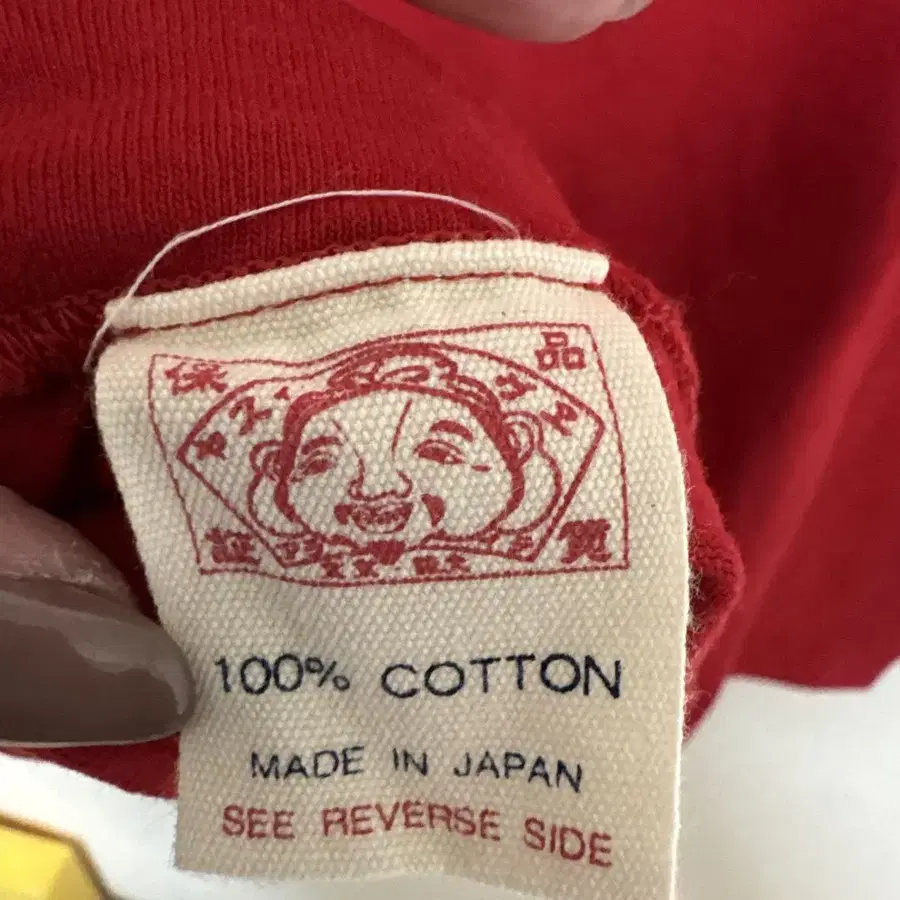 保 品
証 質
100% COTTON
MADE IN JAPAN
SEE REVERSE SIDE